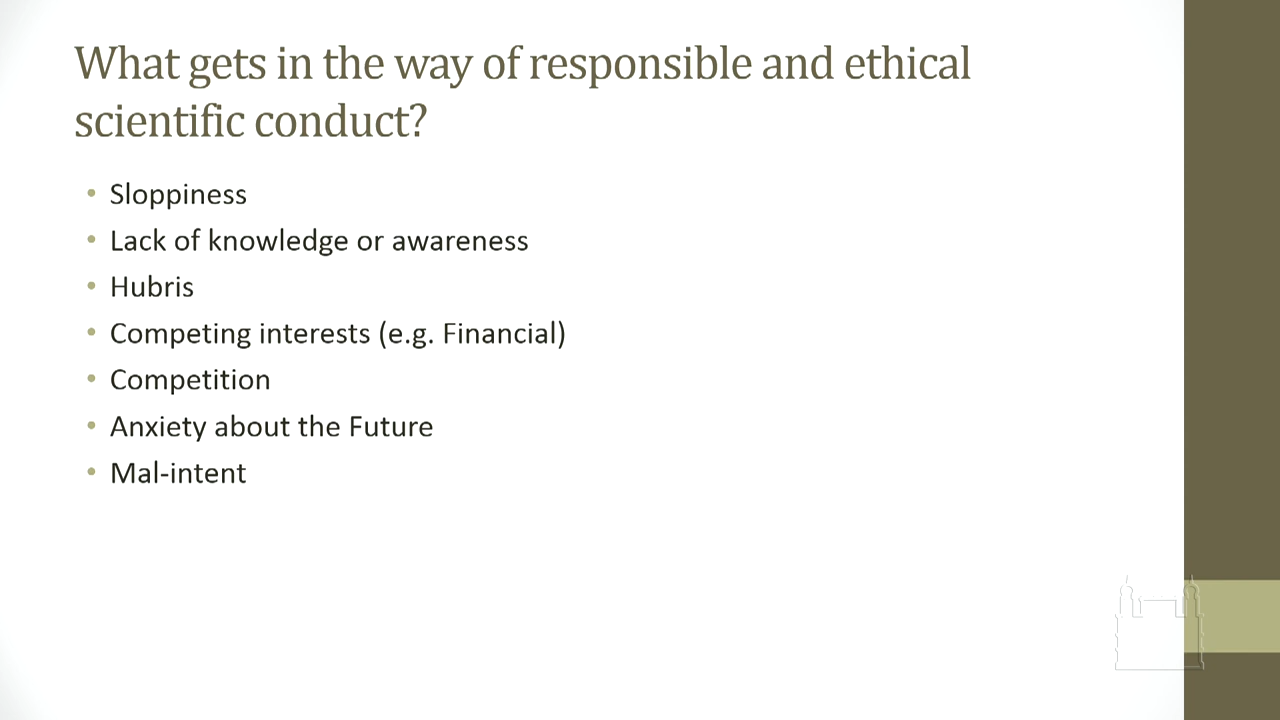 What gets in the way of responsible and ethical
scientific conduct?
• Sloppiness
• Lack of knowledge or awareness
• Hubris
• Competing interests (e.g. Financial)
• Competition
• Anxiety about the Future
• Mal-intent